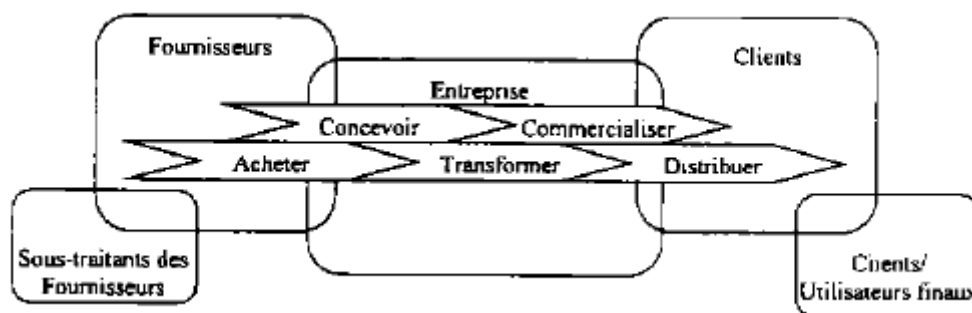 Fournisseurs
Clients
Entreprise
Concevoir
Commercialiser
Acheter
Transformer
Distribuer
Sous-traitants des
Fournisseurs
Clients/
Utilisateurs finaux